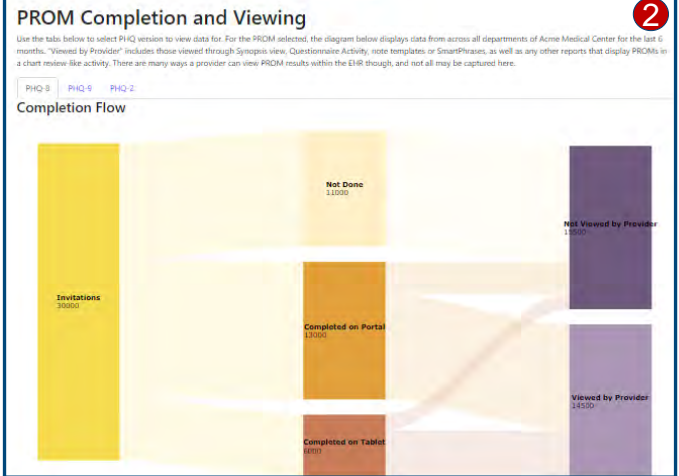 PROM Completion and Viewing
2
Use the tabs below to select PHQ version to view data for. For the PROM selected, the diagram below displays data from across all departments of Acme Medical Center for the last 6
months. "Viewed by Provider" includes those viewed through Synopsis view, Questionnaire Activity, note templates or SmartPhrases, as well as any other reports that display PROMs in
a chart review-like activity. There are many ways a provider can view PROM results within the EHR though, and not all may be captured here.
PHQ-8 PHQ-9 PHQ-2
Completion Flow
Not Done
11000
Not Viewed by Provider
15500
Invitations
30000
Completed on Portal
13000
Viewed by Provider
14500
Completed on Tablet
6000